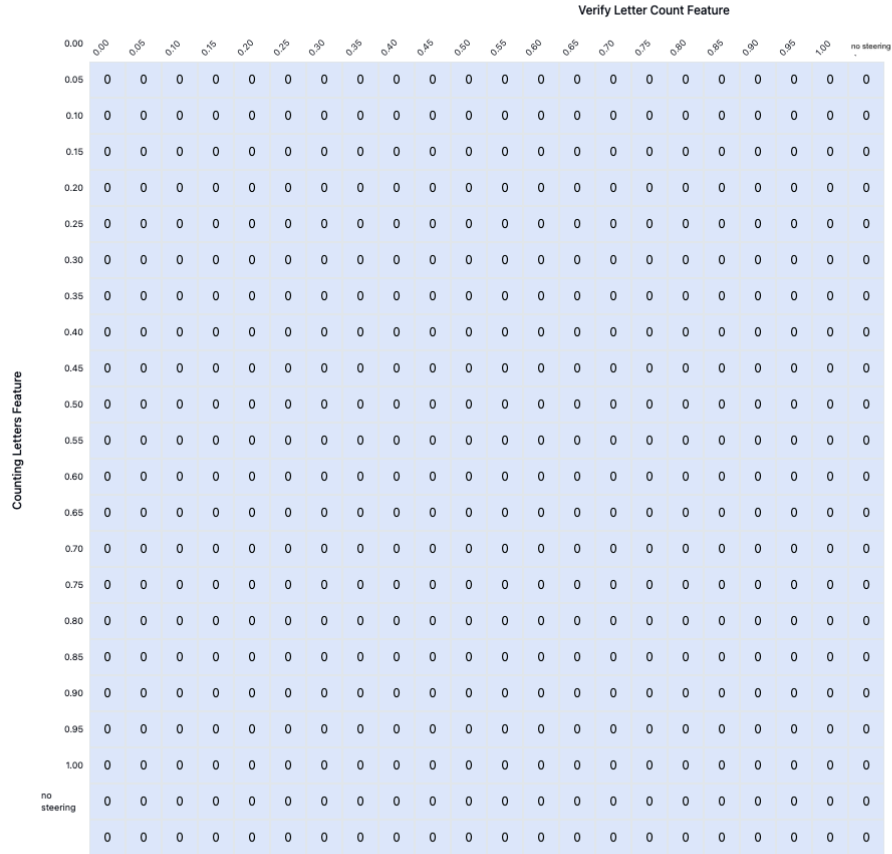 Verify Letter Count Feature
0.00 0.00 0.05 0.10 0.15 0.20 0.25 0.30 0.35 0.40 0.45 0.50 0.55 0.60 0.65 0.70 0.75 0.80 0.85 0.90 0.95 1.00 no steering
0.05 0 0 0 0 0 0 0 0 0 0 0 0 0 0 0 0 0 0 0 0 0 0
0.10 0 0 0 0 0 0 0 0 0 0 0 0 0 0 0 0 0 0 0 0 0 0
0.15 0 0 0 0 0 0 0 0 0 0 0 0 0 0 0 0 0 0 0 0 0 0
0.20 0 0 0 0 0 0 0 0 0 0 0 0 0 0 0 0 0 0 0 0 0 0
0.25 0 0 0 0 0 0 0 0 0 0 0 0 0 0 0 0 0 0 0 0 0 0
0.30 0 0 0 0 0 0 0 0 0 0 0 0 0 0 0 0 0 0 0 0 0 0
0.35 0 0 0 0 0 0 0 0 0 0 0 0 0 0 0 0 0 0 0 0 0 0
0.40 0 0 0 0 0 0 0 0 0 0 0 0 0 0 0 0 0 0 0 0 0 0
Counting Letters Feature
0.45 0 0 0 0 0 0 0 0 0 0 0 0 0 0 0 0 0 0 0 0 0 0
0.50 0 0 0 0 0 0 0 0 0 0 0 0 0 0 0 0 0 0 0 0 0 0
0.55 0 0 0 0 0 0 0 0 0 0 0 0 0 0 0 0 0 0 0 0 0 0
0.60 0 0 0 0 0 0 0 0 0 0 0 0 0 0 0 0 0 0 0 0 0 0
0.65 0 0 0 0 0 0 0 0 0 0 0 0 0 0 0 0 0 0 0 0 0 0
0.70 0 0 0 0 0 0 0 0 0 0 0 0 0 0 0 0 0 0 0 0 0 0
0.75 0 0 0 0 0 0 0 0 0 0 0 0 0 0 0 0 0 0 0 0 0 0
0.80 0 0 0 0 0 0 0 0 0 0 0 0 0 0 0 0 0 0 0 0 0 0
0.85 0 0 0 0 0 0 0 0 0 0 0 0 0 0 0 0 0 0 0 0 0 0
0.90 0 0 0 0 0 0 0 0 0 0 0 0 0 0 0 0 0 0 0 0 0 0
0.95 0 0 0 0 0 0 0 0 0 0 0 0 0 0 0 0 0 0 0 0 0 0
1.00 0 0 0 0 0 0 0 0 0 0 0 0 0 0 0 0 0 0 0 0 0 0
no
steering 0 0 0 0 0 0 0 0 0 0 0 0 0 0 0 0 0 0 0 0 0 0
0 0 0 0 0 0 0 0 0 0 0 0 0 0 0 0 0 0 0 0 0 0